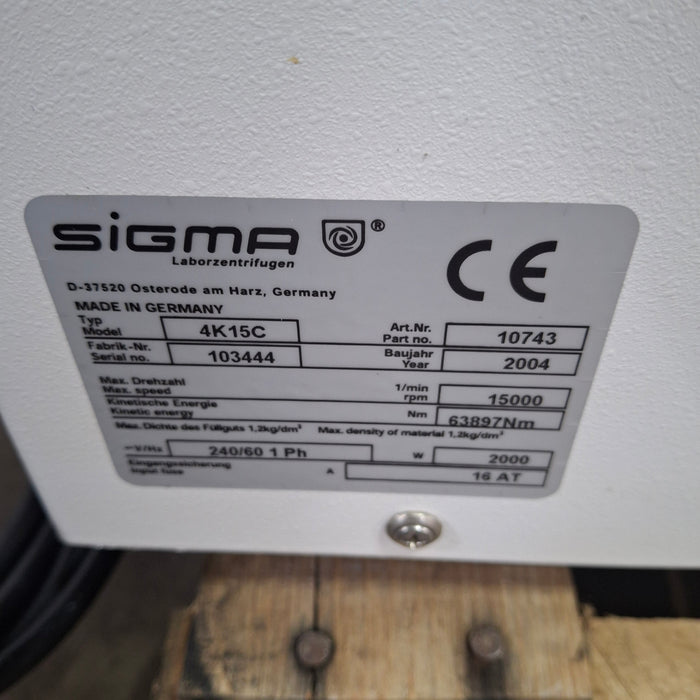 SIGMA ®
Laborzentrifugen
CE
D-37520 Osterode am Harz, Germany
MADE IN GERMANY
Typ
Model 4K15C
Art.Nr.
Part no. 10743
Fabrik-Nr.
Serial no. 103444
Baujahr
Year 2004
Max. Drehzahl
Max. speed
1/min
rpm 15000
Kinetische Energie
Kinetic energy Nm 63897Nm
Max. Dichte des Füllguts 1,2kg/dm³ Max. density of material 1,2kg/dm³
V/Hz 240/60 1 Ph W 2000
Eingangssicherung
Input fuse A 16 AT